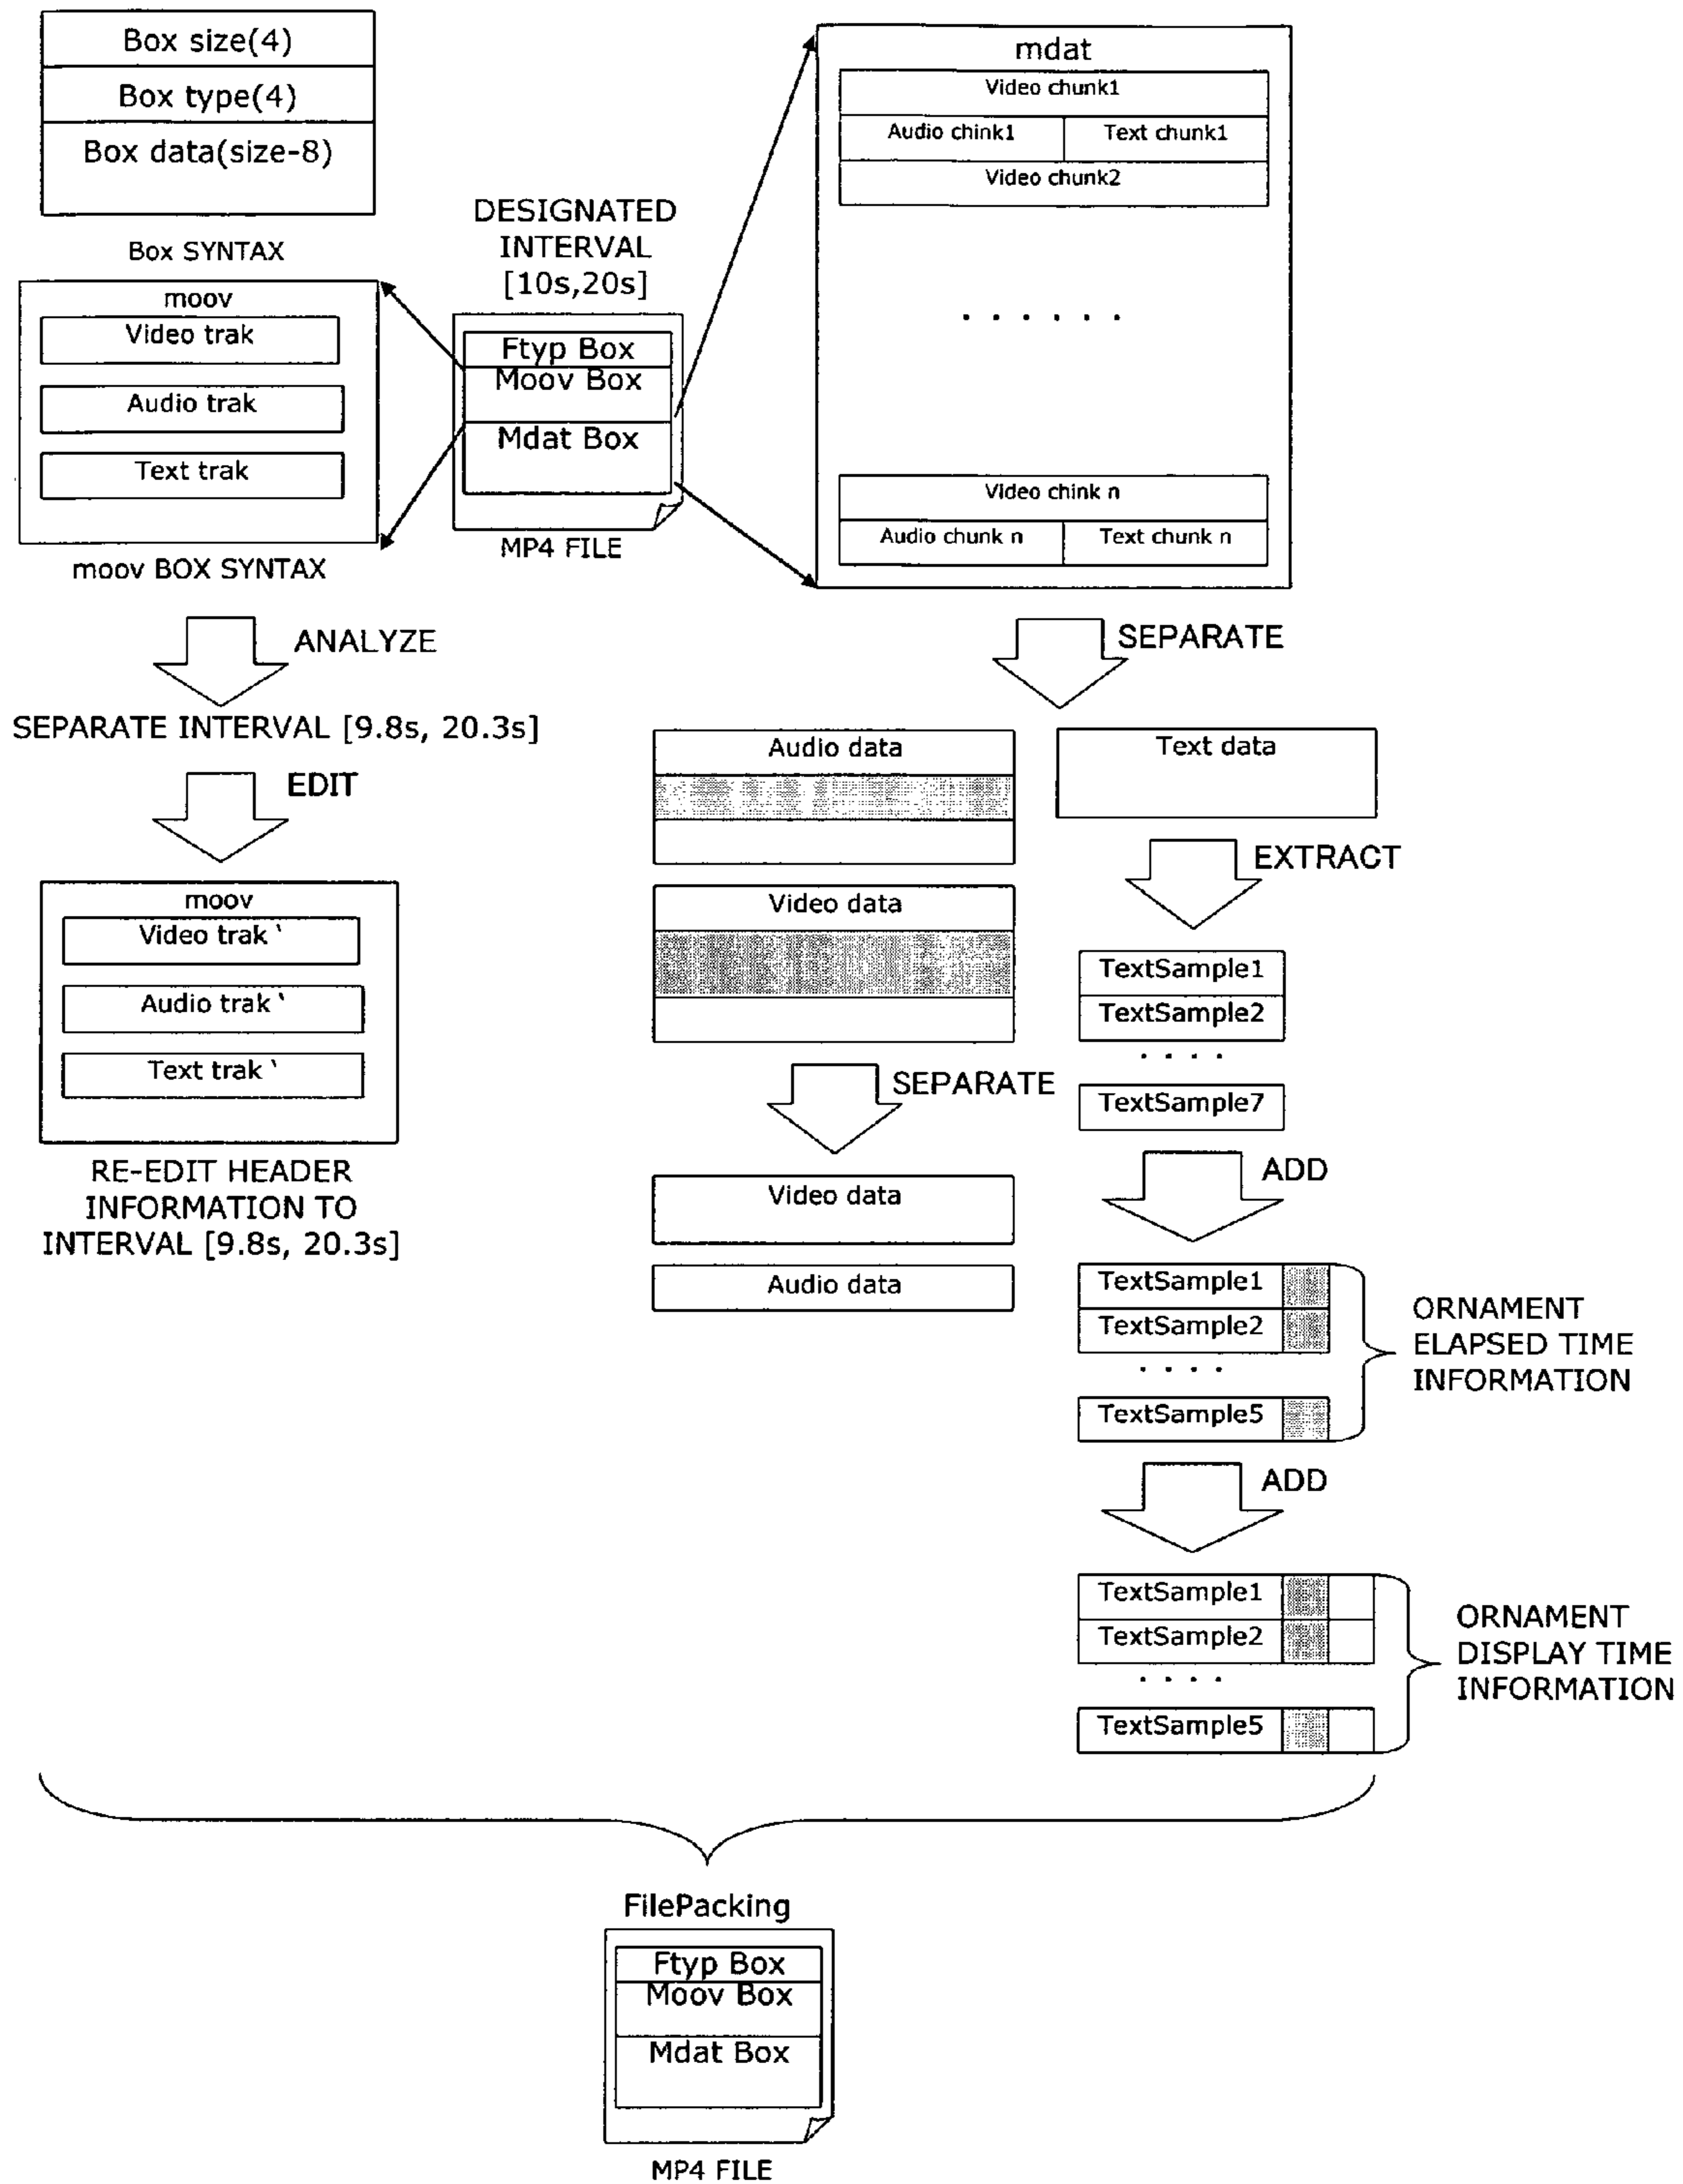 Box size(4)
Box type(4)
Box data(size-8)
Box SYNTAX
moov
Video trak
Audio trak
Text trak
moov BOX SYNTAX
DESIGNATED
INTERVAL
[10s,20s]
Ftyp Box
Moov Box
Mdat Box
MP4 FILE
mdat
Video chunk1
Audio chink1
Text chunk1
Video chunk2
. . . . . .
Video chink n
Audio chunk n
Text chunk n
ANALYZE
SEPARATE INTERVAL [9.8s, 20.3s]
EDIT
moov
Video trak ‵
Audio trak ‵
Text trak ‵
RE-EDIT HEADER
INFORMATION TO
INTERVAL [9.8s, 20.3s]
SEPARATE
Audio data
Video data
SEPARATE
Video data
Audio data
Text data
EXTRACT
TextSample1
TextSample2
. . . .
TextSample7
ADD
TextSample1
TextSample2
. . . .
TextSample5
ORNAMENT
ELAPSED TIME
INFORMATION
ADD
TextSample1
TextSample2
. . . .
TextSample5
ORNAMENT
DISPLAY TIME
INFORMATION
FilePacking
Ftyp Box
Moov Box
Mdat Box
MP4 FILE